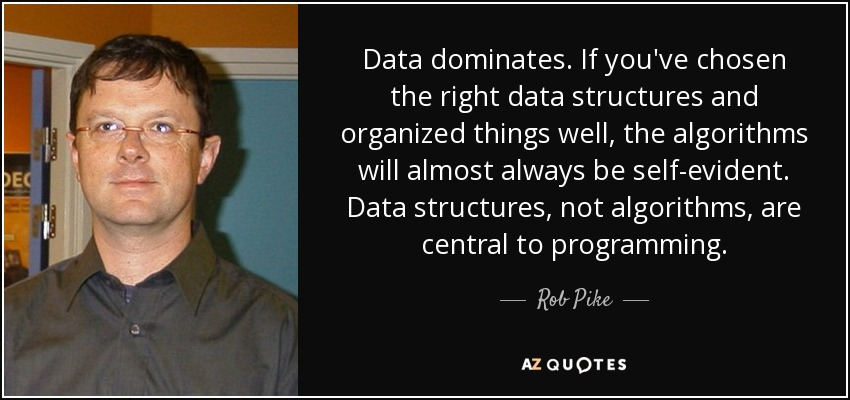 DEC
Data dominates. If you've chosen
the right data structures and
organized things well, the algorithms
will almost always be self-evident.
Data structures, not algorithms, are
central to programming.
Rob Pike
AZ QUOTES